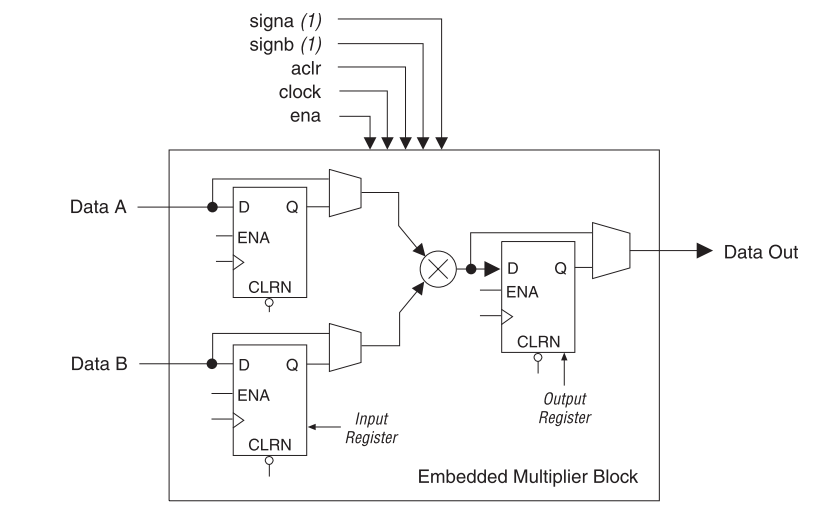 signa (1)
signb (1)
aclr
clock
ena
Data A
D Q
ENA
CLRN
Data B
D Q
ENA
CLRN
Input
Register
D Q
ENA
CLRN
Output
Register
Data Out
Embedded Multiplier Block